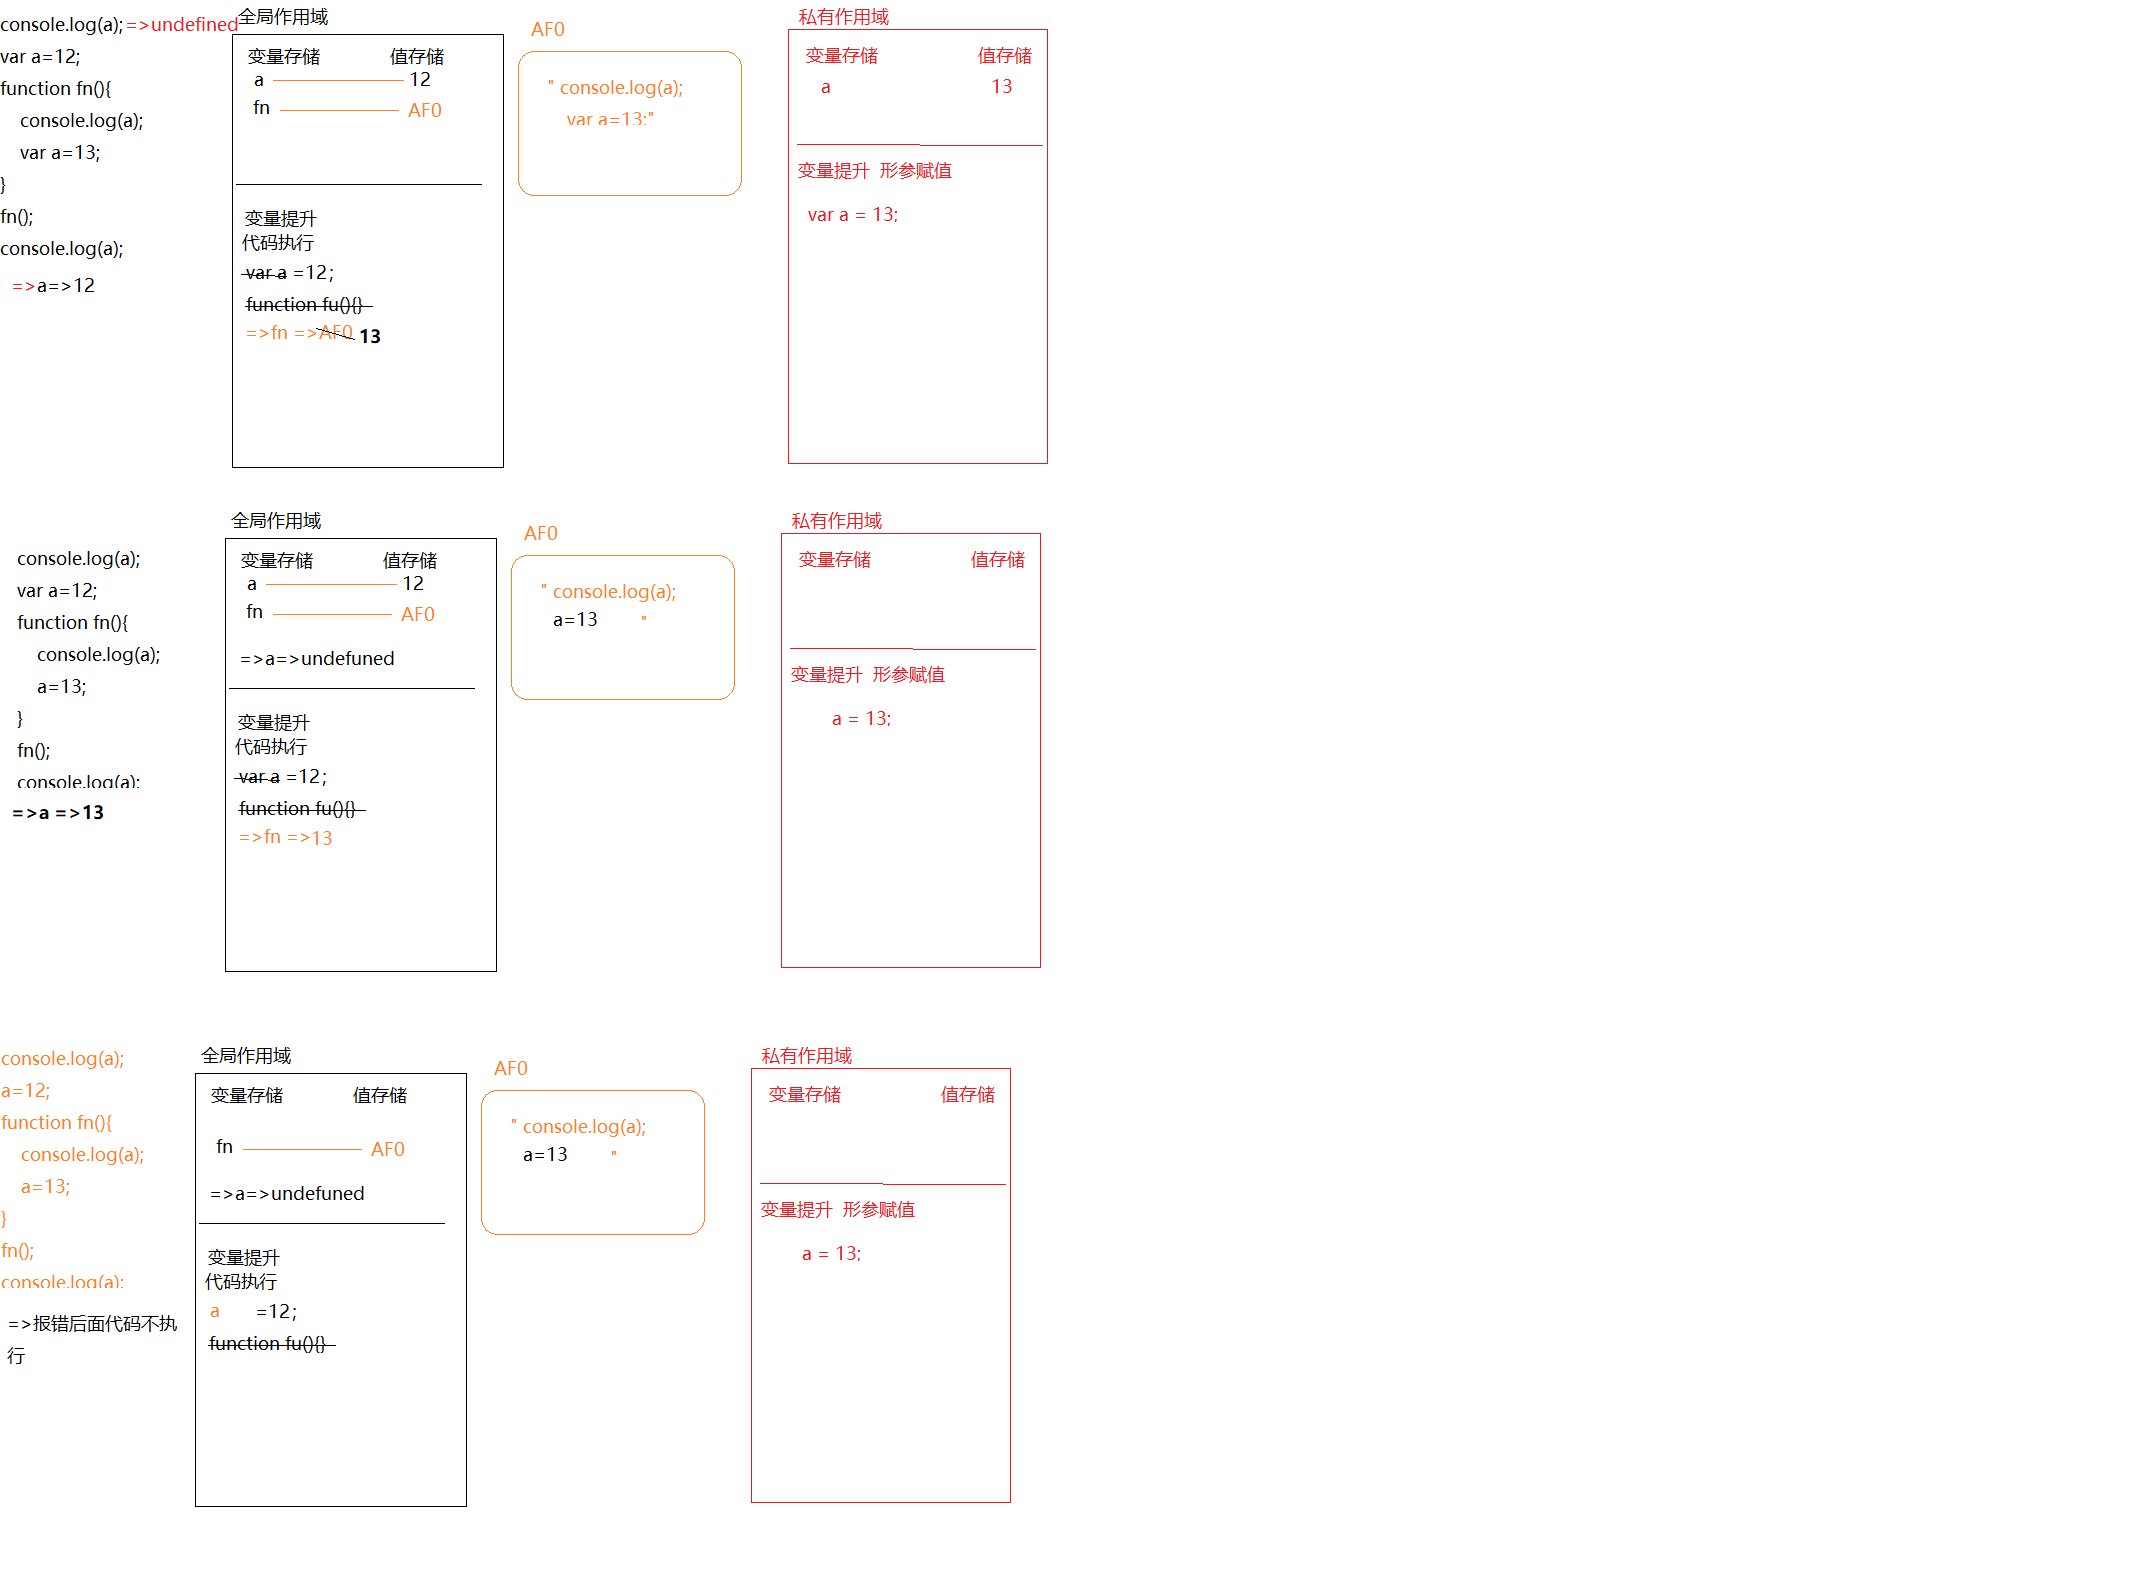 console.log(a); =>undefined
var a=12;
function fn(){
console.log(a);
var a=13;
}
fn();
console.log(a);
=>a=>12
全局作用域
变量存储 值存储
a 12
fn AF0
变量提升
代码执行
var a =12;
function fu(){}
=>fn =>AF0 13
AF0
" console.log(a);
var a=13;"
私有作用域
变量存储 值存储
a 13
变量提升 形参赋值
var a = 13;
console.log(a);
var a=12;
function fn(){
console.log(a);
a=13;
}
fn();
console.log(a);
=>a =>13
全局作用域
变量存储 值存储
a 12
fn AF0
=>a=>undefuned
变量提升
代码执行
var a =12;
function fu(){}
=>fn =>13
AF0
" console.log(a);
a=13 "
私有作用域
变量存储 值存储
变量提升 形参赋值
a = 13;
console.log(a);
a=12;
function fn(){
console.log(a);
a=13;
}
fn();
console.log(a);
=>报错后面代码不执
行
全局作用域
变量存储 值存储
fn AF0
=>a=>undefuned
变量提升
代码执行
a =12;
function fu(){}
AF0
" console.log(a);
a=13 "
私有作用域
变量存储 值存储
变量提升 形参赋值
a = 13;